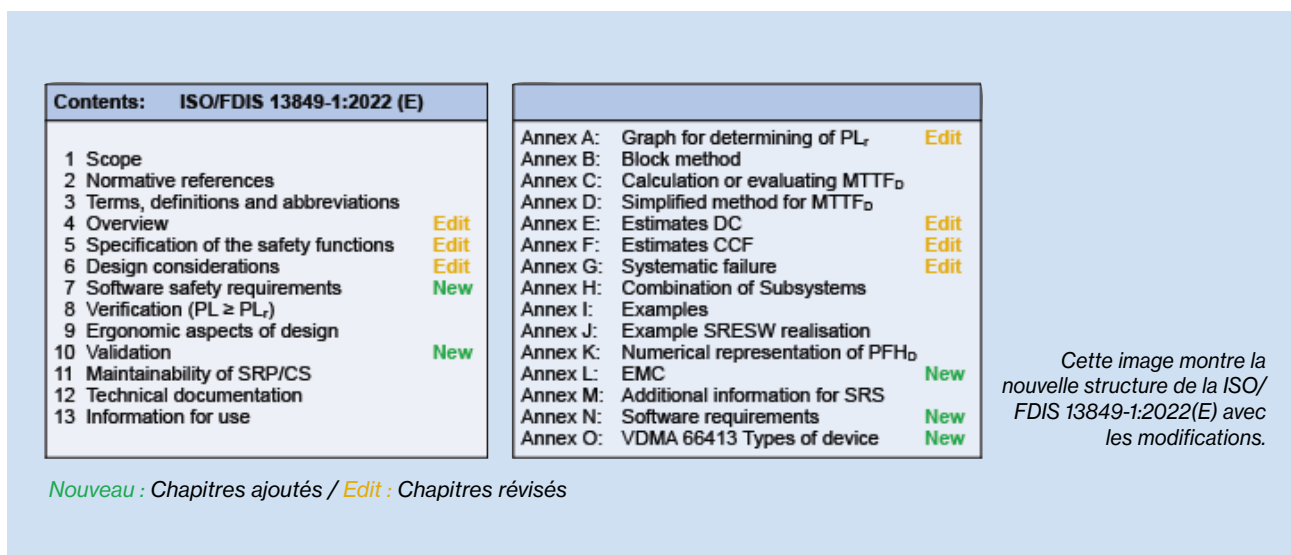 Contents: ISO/FDIS 13849-1:2022 (E)
1 Scope
2 Normative references
3 Terms, definitions and abbreviations
4 Overview Edit
5 Specification of the safety functions Edit
6 Design considerations Edit
7 Software safety requirements New
8 Verification (PL ≥ PLr)
9 Ergonomic aspects of design
10 Validation New
11 Maintainability of SRP/CS
12 Technical documentation
13 Information for use
Annex A: Graph for determining of PLr Edit
Annex B: Block method
Annex C: Calculation or evaluating MTTFD
Annex D: Simplified method for MTTFD
Annex E: Estimates DC Edit
Annex F: Estimates CCF Edit
Annex G: Systematic failure Edit
Annex H: Combination of Subsystems
Annex I: Examples
Annex J: Example SRESW realisation
Annex K: Numerical representation of PFHD
Annex L: EMC New
Annex M: Additional information for SRS
Annex N: Software requirements New
Annex O: VDMA 66413 Types of device New
Cette image montre la
nouvelle structure de la ISO/
FDIS 13849-1:2022(E) avec
les modifications.
Nouveau : Chapitres ajoutés / Edit : Chapitres révisés